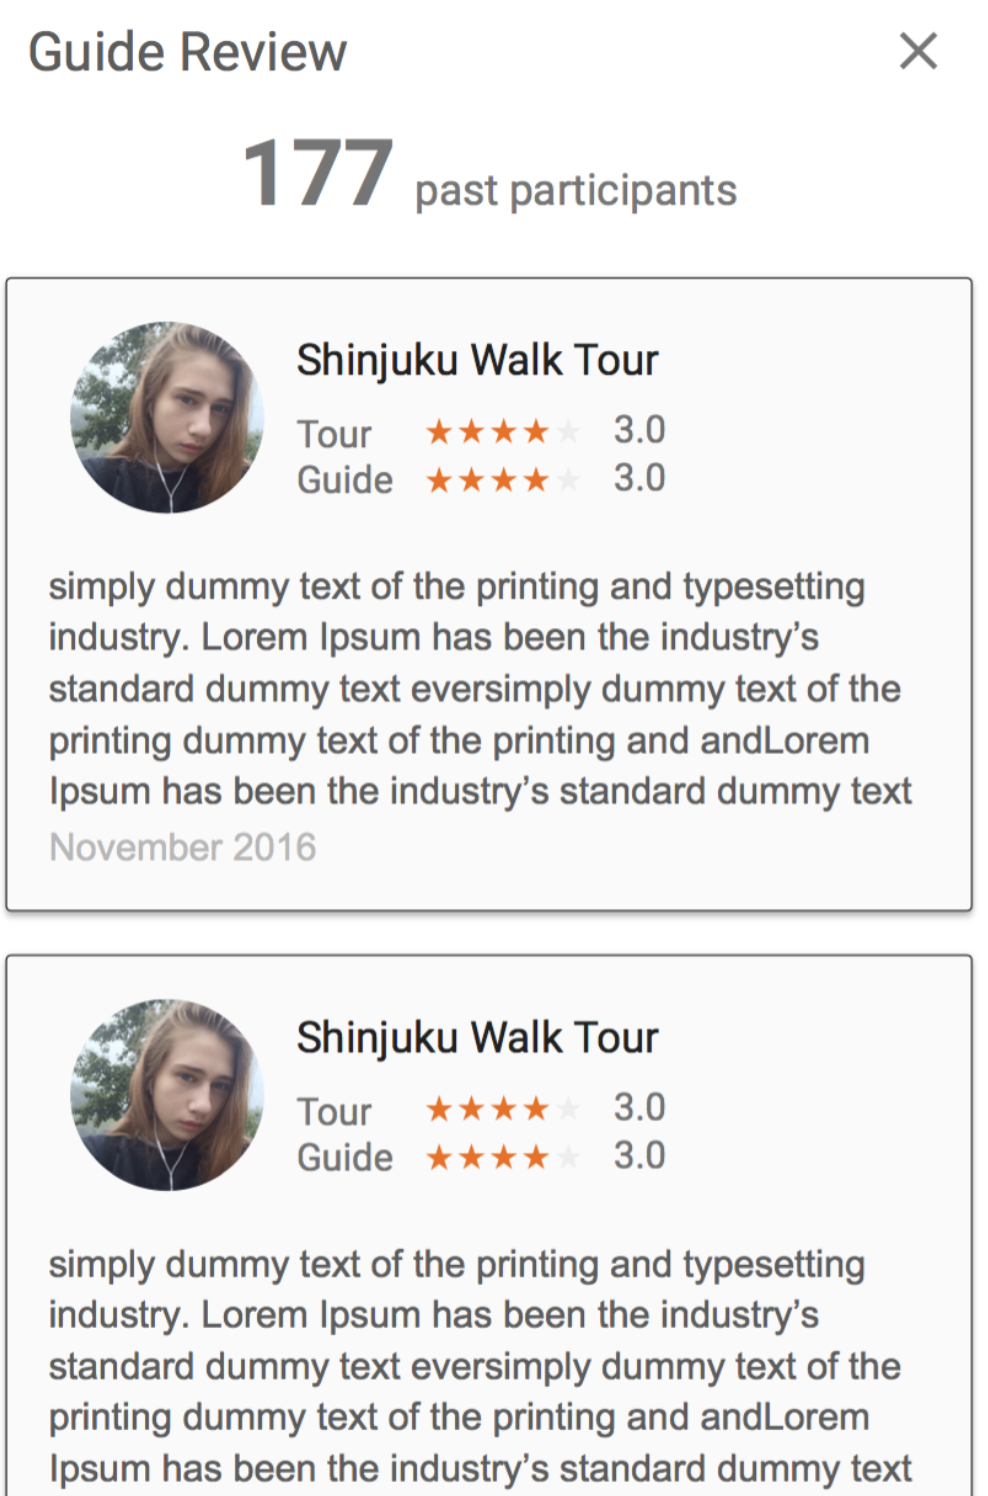 Guide Review
177 past participants
Shinjuku Walk Tour
Tour 3.0
Guide 3.0
simply dummy text of the printing and typesetting
industry. Lorem Ipsum has been the industry’s
standard dummy text eversimply dummy text of the
printing dummy text of the printing and andLorem
Ipsum has been the industry’s standard dummy text
November 2016
Shinjuku Walk Tour
Tour 3.0
Guide 3.0
simply dummy text of the printing and typesetting
industry. Lorem Ipsum has been the industry’s
standard dummy text eversimply dummy text of the
printing dummy text of the printing and andLorem
Ipsum has been the industry’s standard dummy text